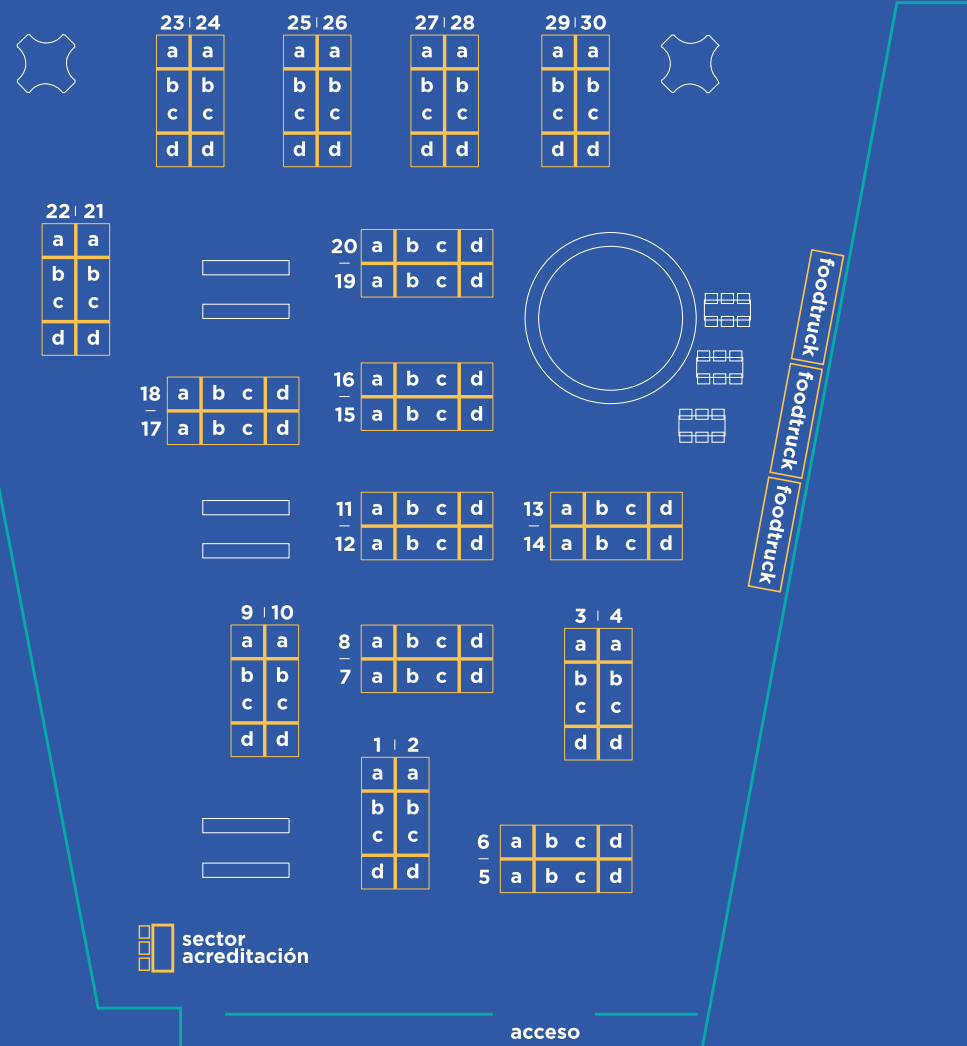 23 | 24
25 | 26
27 | 28
29 | 30
a a
b b
c c
d d
a a
b b
c c
d d
a a
b b
c c
d d
a a
b b
c c
d d
22 | 21
a a
b b
c c
d d
20 a b c d
19 a b c d
foodtruck
foodtruck
foodtruck
18 a b c d
17 a b c d
16 a b c d
15 a b c d
11 a b c d
12 a b c d
13 a b c d
14 a b c d
9 | 10
a a
b b
c c
d d
8 a b c d
7 a b c d
3 | 4
a a
b b
c c
d d
1 | 2
a a
b b
c c
d d
6 a b c d
5 a b c d
sector
acreditación
acceso